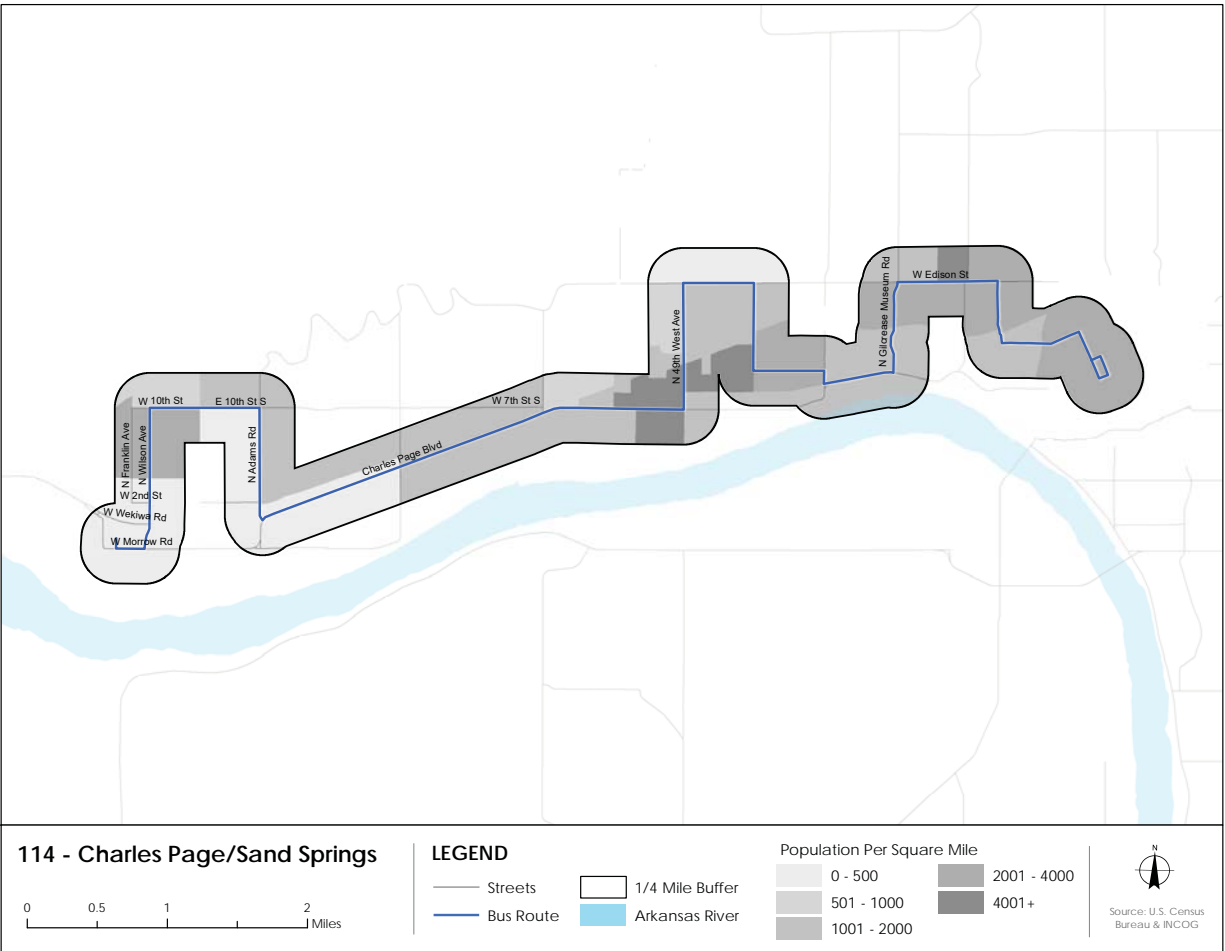 W Edison St
N Gilcrease Museum Rd
N 49th West Ave
W 10th St
E 10th St S
W 7th St S
N Franklin Ave
N Wilson Ave
N Adams Rd
Charles Page Blvd
W 2nd St
W Wekiwa Rd
W Morrow Rd
114 - Charles Page/Sand Springs
0 0.5 1 2
Miles
LEGEND
Streets
Bus Route
1/4 Mile Buffer
Arkansas River
Population Per Square Mile
0 - 500
501 - 1000
1001 - 2000
2001 - 4000
4001+
N
Source: U.S. Census
Bureau & INCOG